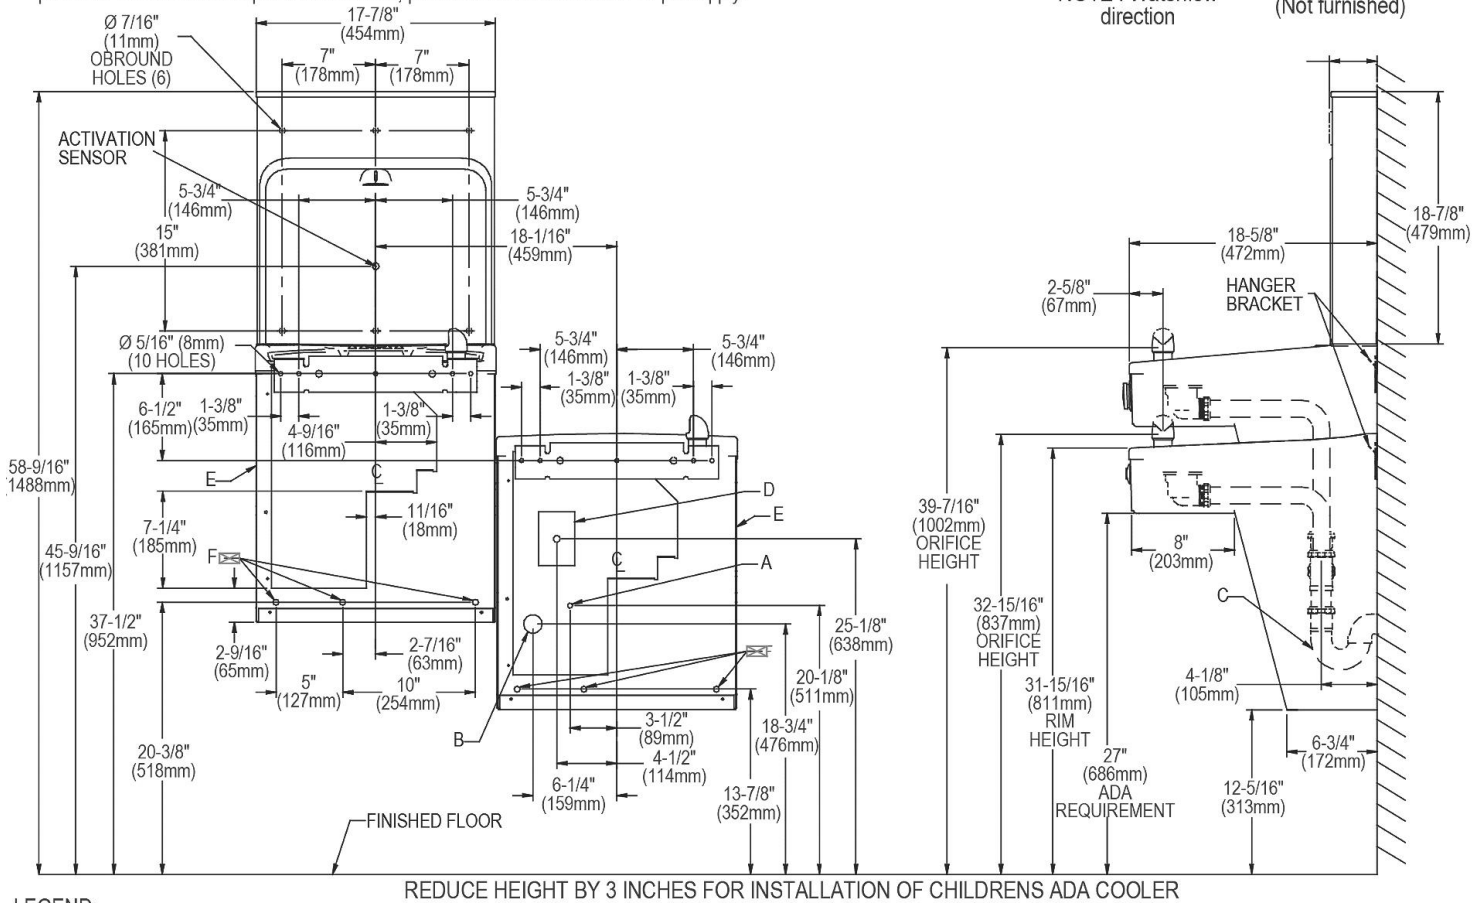 direction
(Not furnished)
17-7/8"
(454mm)
Ø 7/16"
(11mm)
OBROUND
HOLES (6)
7"
(178mm)
7"
(178mm)
ACTIVATION
SENSOR
5-3/4"
(146mm)
5-3/4"
(146mm)
15"
(381mm)
18-1/16"
(459mm)
Ø 5/16" (8mm)
(10 HOLES)
5-3/4"
(146mm)
5-3/4"
(146mm)
1-3/8"
(35mm)
1-3/8"
(35mm)
6-1/2"
(165mm)
1-3/8"
(35mm)
1-3/8"
(35mm)
4-9/16"
(116mm)
58-9/16"
(1488mm)
E
C
D
E
11/16"
(18mm)
7-1/4"
(185mm)
45-9/16"
(1157mm)
F
C
A
37-1/2"
(952mm)
25-1/8"
(638mm)
2-9/16"
(65mm)
2-7/16"
(63mm)
F
5"
(127mm)
10"
(254mm)
20-1/8"
(511mm)
B
3-1/2"
(89mm)
18-3/4"
(476mm)
20-3/8"
(518mm)
4-1/2"
(114mm)
6-1/4"
(159mm)
13-7/8"
(352mm)
FINISHED FLOOR
18-7/8"
(479mm)
18-5/8"
(472mm)
2-5/8"
(67mm)
HANGER
BRACKET
39-7/16"
(1002mm)
ORIFICE
HEIGHT
8"
(203mm)
32-15/16"
(837mm)
ORIFICE
HEIGHT
C
31-15/16"
(811mm)
RIM
HEIGHT
4-1/8"
(105mm)
27"
(686mm)
ADA
REQUIREMENT
6-3/4"
(172mm)
12-5/16"
(313mm)
REDUCE HEIGHT BY 3 INCHES FOR INSTALLATION OF CHILDRENS ADA COOLER
LEGEND